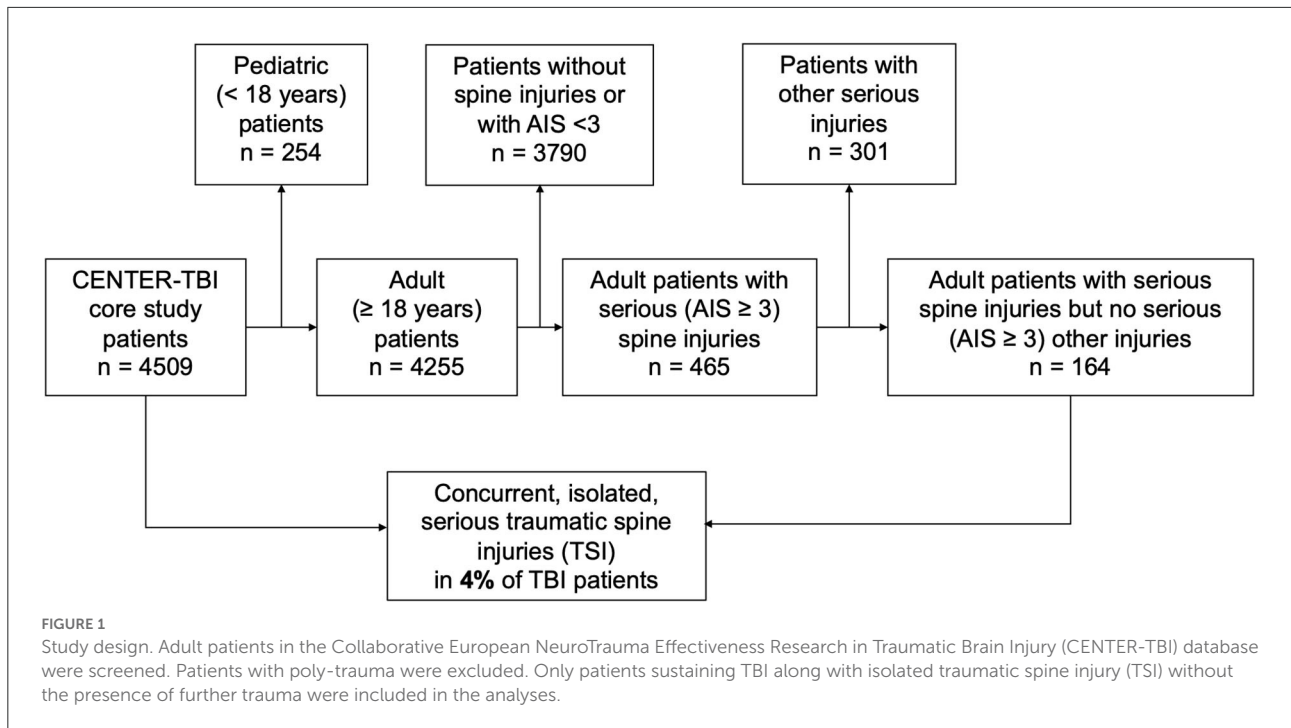 Pediatric
(< 18 years)
patients
n = 254
Patients without
spine injuries or
with AIS <3
n = 3790
Patients with
other serious
injuries
n = 301
CENTER-TBI
core study
patients
n = 4509
Adult
(≥ 18 years)
patients
n = 4255
Adult patients with
serious (AIS ≥ 3)
spine injuries
n = 465
Adult patients with serious
spine injuries but no serious
(AIS ≥ 3) other injuries
n = 164
Concurrent, isolated,
serious traumatic spine
injuries (TSI)
in 4% of TBI patients
FIGURE 1
Study design. Adult patients in the Collaborative European NeuroTrauma Effectiveness Research in Traumatic Brain Injury (CENTER-TBI) database
were screened. Patients with poly-trauma were excluded. Only patients sustaining TBI along with isolated traumatic spine injury (TSI) without
the presence of further trauma were included in the analyses.